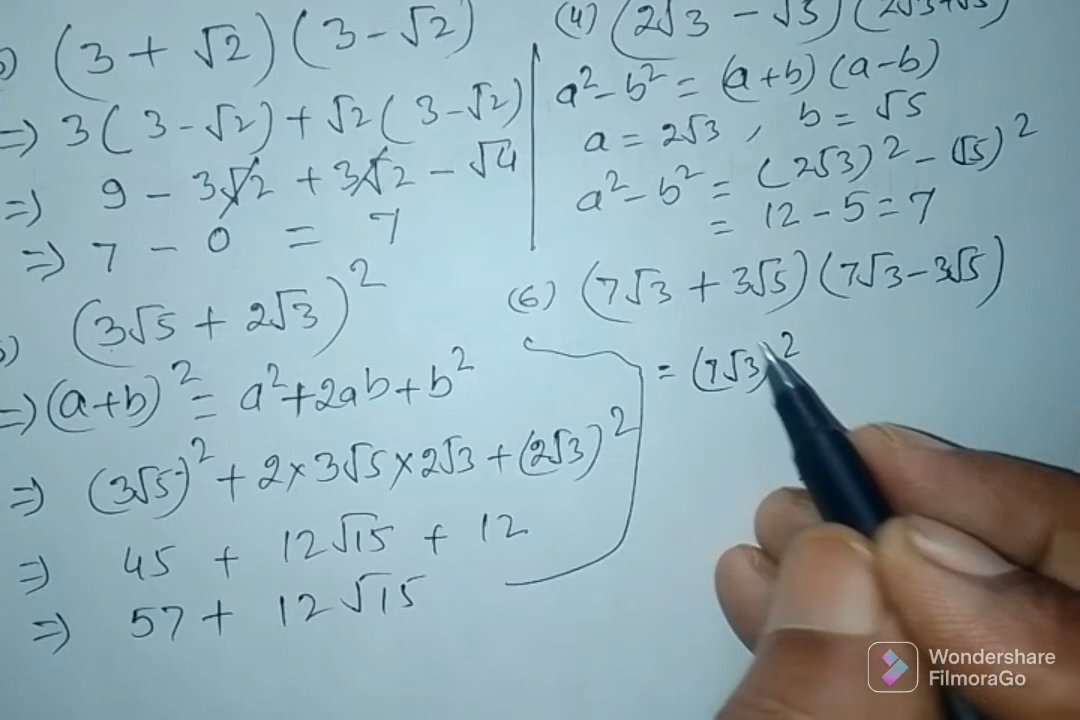 (3 + √2) (3 - √2)
=) 3 (3 - √2) + √2 (3 - √2)
=) 9 - 3√2 + 3√2 - √4
=) 7 - 0 = 7
(3√5 + 2√3)²
=) (a+b)² = a² + 2ab + b²
=) (3√5)² + 2 × 3√5 × 2√3 + (2√3)²
=) 45 + 12√15 + 12
=) 57 + 12√15
(4) (2√3 - √3) (2√3+√5)
a² - b² = (a+b) (a-b)
a = 2√3 , b = √5
a² - b² = (2√3)² - (√5)²
= 12 - 5 = 7
(6) (7√3 + 3√5) (7√3 - 3√5)
= (7√3)²
Wondershare
FilmoraGo